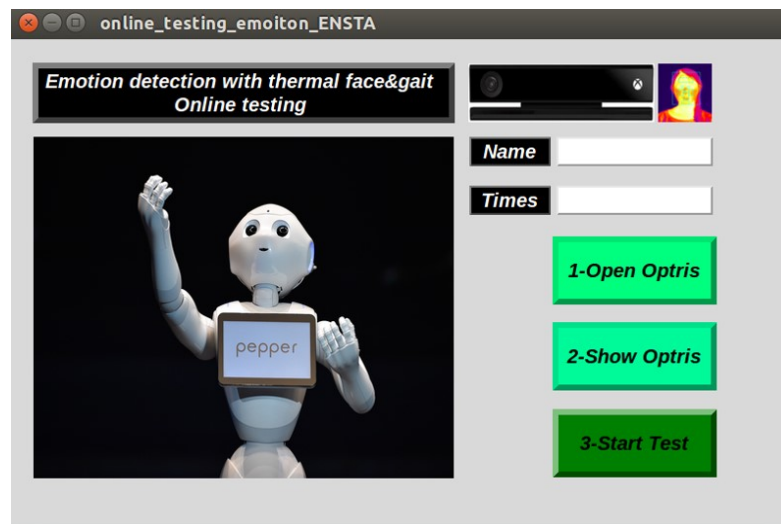 online_testing_emoiton_ENSTA
Emotion detection with thermal face&gait
Online testing
Name
Times
pepper
1-Open Optris
2-Show Optris
3-Start Test